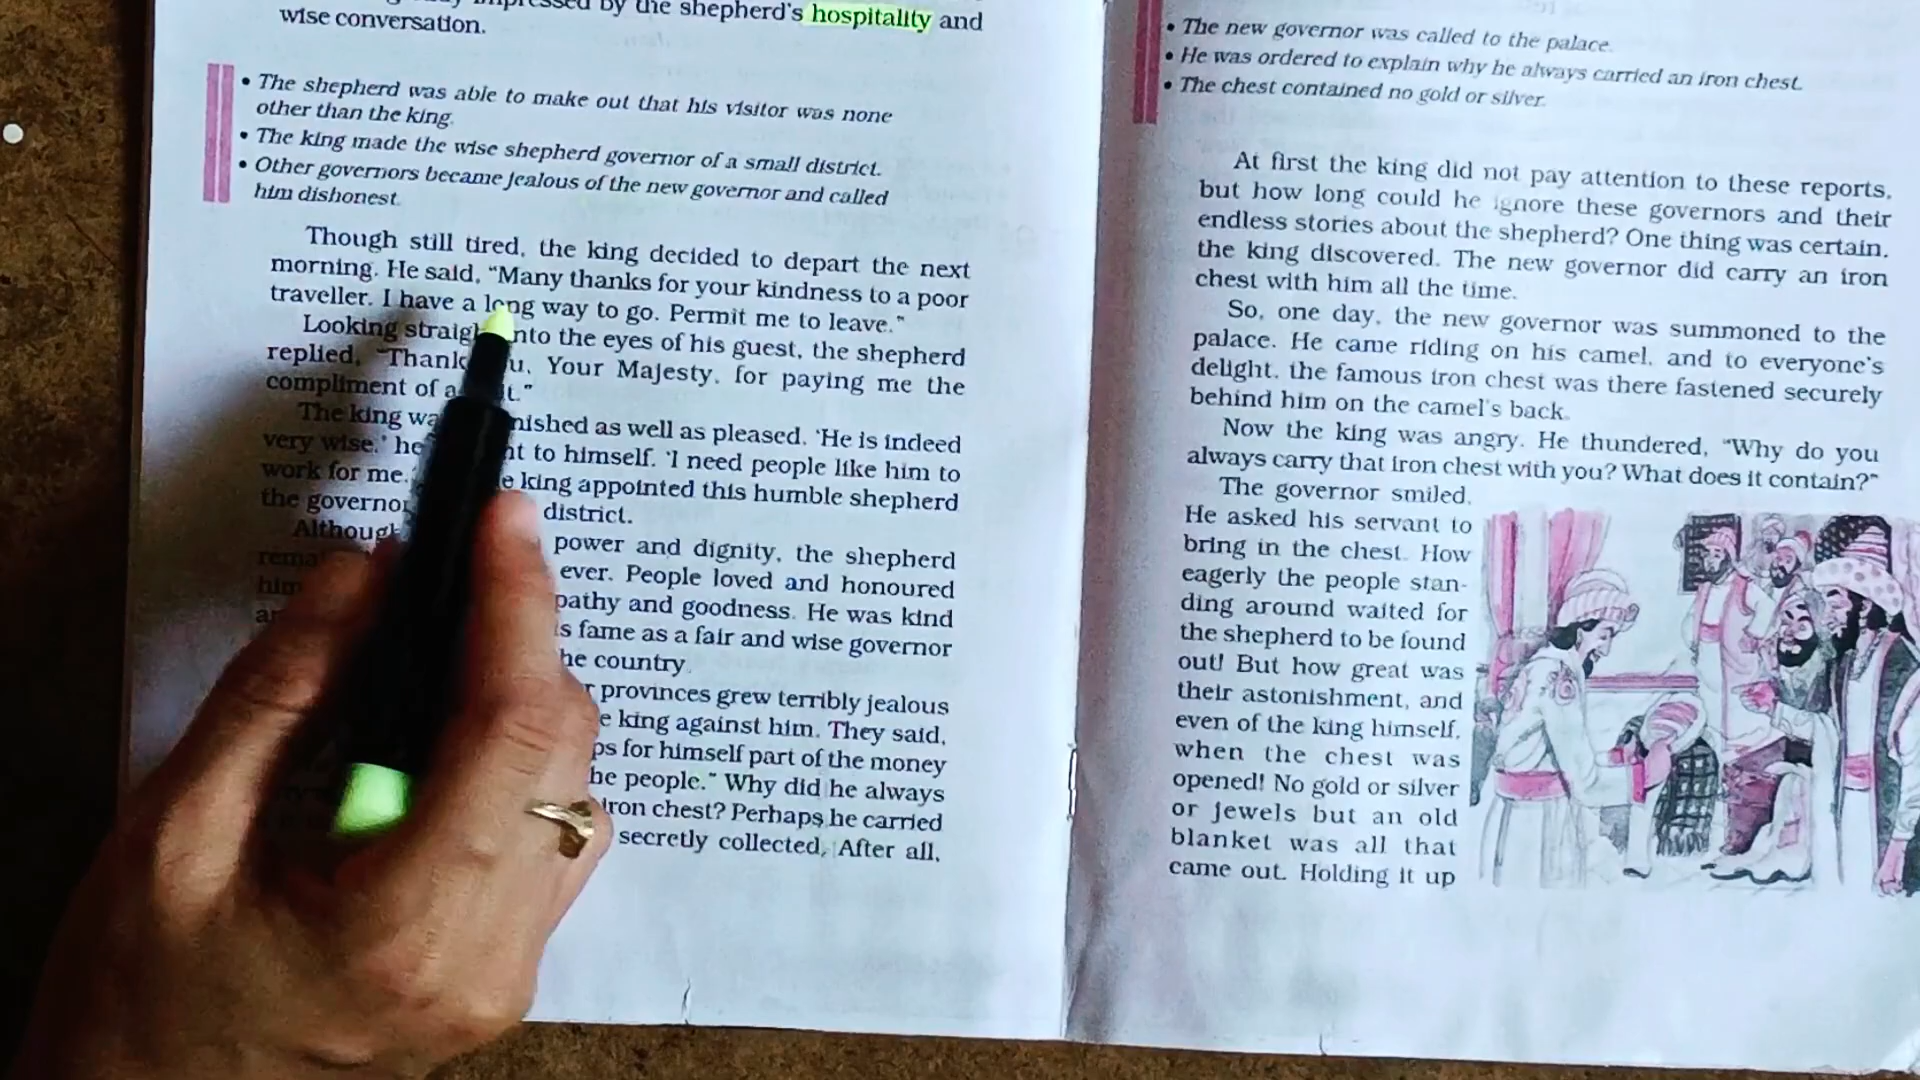 impressed by the shepherd's hospitality and
wise conversation.
• The shepherd was able to make out that his visitor was none
other than the king.
• The king made the wise shepherd governor of a small district.
• Other governors became jealous of the new governor and called
him dishonest.
Though still tired, the king decided to depart the next
morning. He said, “Many thanks for your kindness to a poor
traveller. I have a long way to go. Permit me to leave.”
Looking straight into the eyes of his guest, the shepherd
replied, “Thank you, Your Majesty, for paying me the
compliment of a visit.”
The king was astonished as well as pleased. ‘He is indeed
very wise,’ he thought to himself. ‘I need people like him to
work for me.’ king appointed this humble shepherd
the governor district.
Although power and dignity, the shepherd
ever. People loved and honoured
him and goodness. He was kind
fame as a fair and wise governor
the country.
provinces grew terribly jealous
king against him. They said,
for himself part of the money
the people.” Why did he always
iron chest? Perhaps he carried
secretly collected. After all,
• The new governor was called to the palace.
• He was ordered to explain why he always carried an iron chest.
• The chest contained no gold or silver.
At first the king did not pay attention to these reports,
but how long could he ignore these governors and their
endless stories about the shepherd? One thing was certain,
the king discovered. The new governor did carry an iron
chest with him all the time.
So, one day, the new governor was summoned to the
palace. He came riding on his camel, and to everyone's
delight, the famous iron chest was there fastened securely
behind him on the camel's back.
Now the king was angry. He thundered, “Why do you
always carry that iron chest with you? What does it contain?”
The governor smiled.
He asked his servant to
bring in the chest. How
eagerly the people stan-
ding around waited for
the shepherd to be found
out! But how great was
their astonishment, and
even of the king himself,
when the chest was
opened! No gold or silver
or jewels but an old
blanket was all that
came out. Holding it up